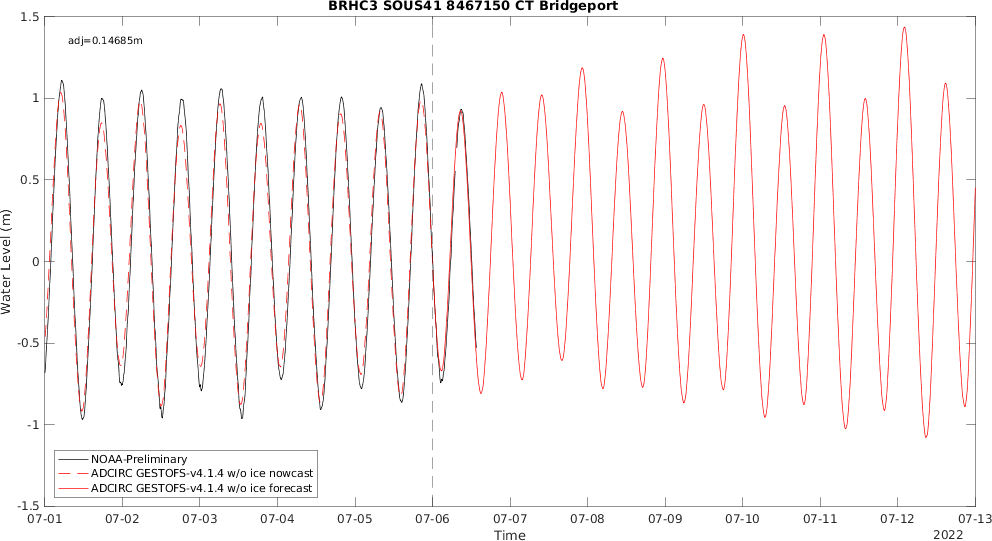 BRHC3 SOUS41 8467150 CT Bridgeport
adj=0.14685m
1.5
1
0.5
0
-0.5
-1
-1.5
Water Level (m)
NOAA-Preliminary
ADCIRC GESTOFS-v4.1.4 w/o ice nowcast
ADCIRC GESTOFS-v4.1.4 w/o ice forecast
07-01 07-02 07-03 07-04 07-05 07-06 07-07 07-08 07-09 07-10 07-11 07-12 07-13
Time
2022